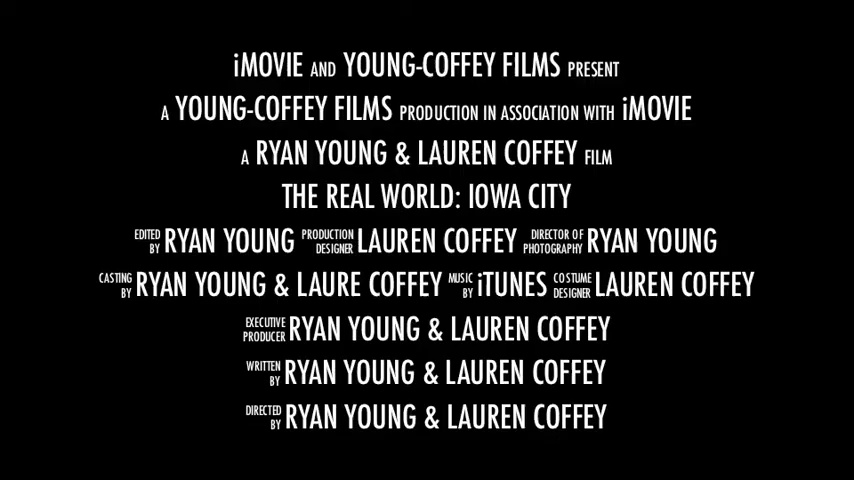 iMOVIE AND YOUNG-COFFEY FILMS PRESENT
A YOUNG-COFFEY FILMS PRODUCTION IN ASSOCIATION WITH iMOVIE
A RYAN YOUNG & LAUREN COFFEY FILM
THE REAL WORLD: IOWA CITY
EDITED BY RYAN YOUNG PRODUCTION DESIGNER LAUREN COFFEY DIRECTOR OF PHOTOGRAPHY RYAN YOUNG
CASTING BY RYAN YOUNG & LAURE COFFEY MUSIC BY iTUNES COSTUME DESIGNER LAUREN COFFEY
EXECUTIVE PRODUCER RYAN YOUNG & LAUREN COFFEY
WRITTEN BY RYAN YOUNG & LAUREN COFFEY
DIRECTED BY RYAN YOUNG & LAUREN COFFEY